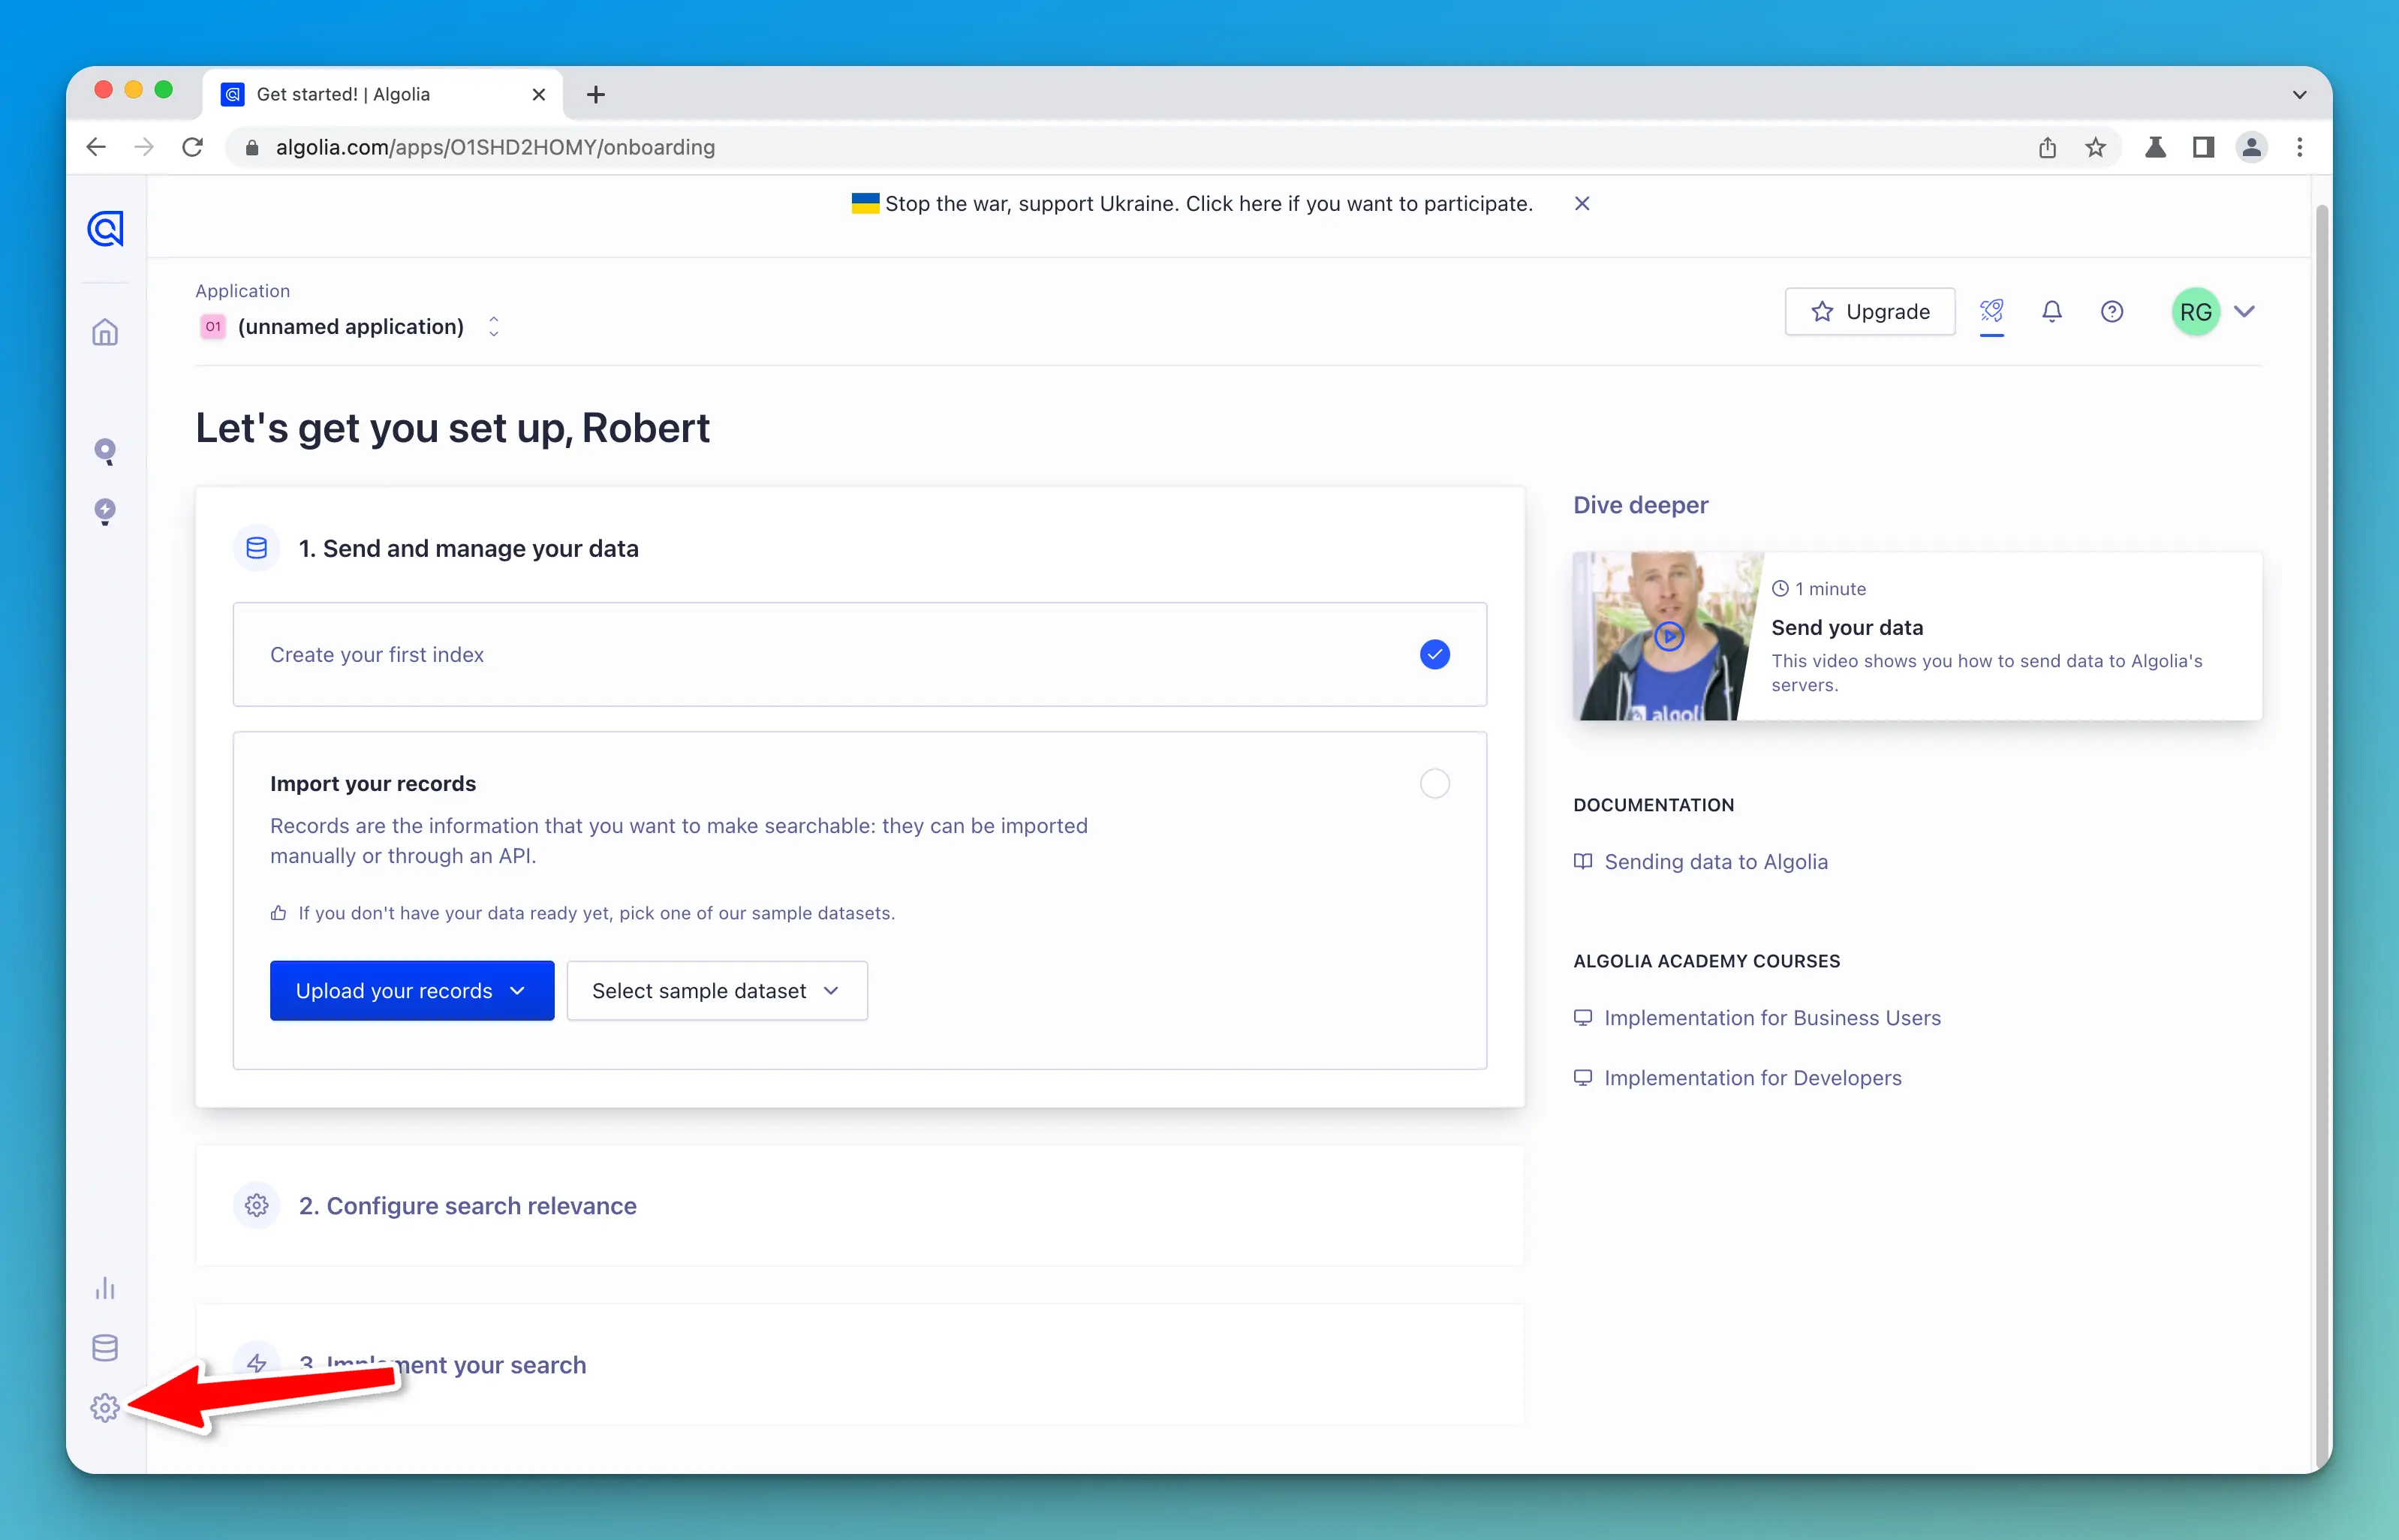 Get started! | Algolia
algolia.com/apps/O1SHD2HOMY/onboarding
Stop the war, support Ukraine. Click here if you want to participate.
Application
O1 (unnamed application)
Upgrade
RG
Let's get you set up, Robert
1. Send and manage your data
Create your first index
Import your records
Records are the information that you want to make searchable: they can be imported
manually or through an API.
If you don't have your data ready yet, pick one of our sample datasets.
Upload your records
Select sample dataset
2. Configure search relevance
3. Implement your search
Dive deeper
1 minute
Send your data
This video shows you how to send data to Algolia's
servers.
algoli
DOCUMENTATION
Sending data to Algolia
ALGOLIA ACADEMY COURSES
Implementation for Business Users
Implementation for Developers